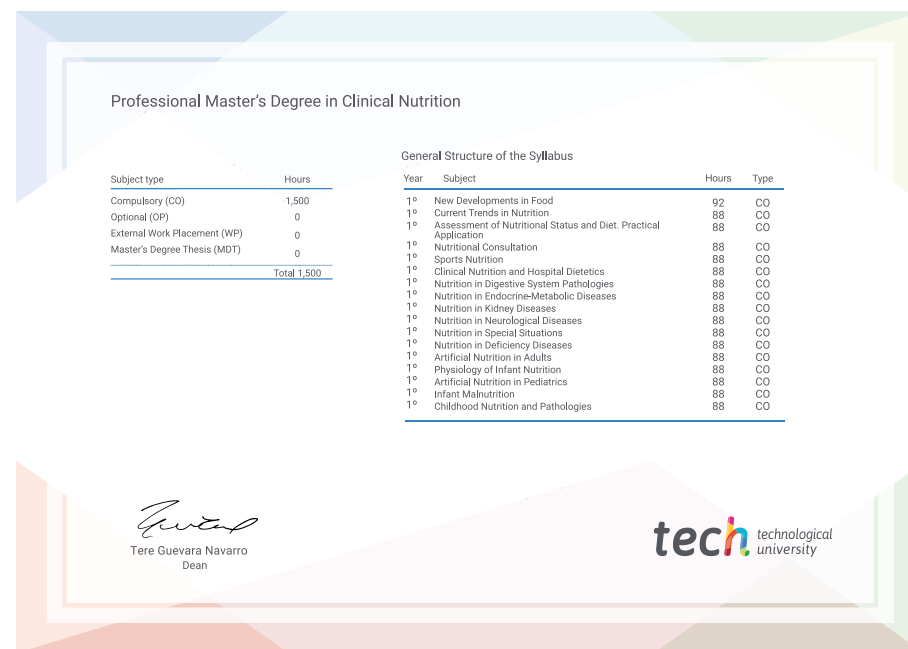 Professional Master's Degree in Clinical Nutrition
Subject type Hours
Compulsory (CO) 1,500
Optional (OP) 0
External Work Placement (WP) 0
Master's Degree Thesis (MDT) 0
Total 1,500
General Structure of the Syllabus
Year Subject Hours Type
1º New Developments in Food 92 CO
1º Current Trends in Nutrition 88 CO
1º Assessment of Nutritional Status and Diet. Practical 88 CO
Application
1º Nutritional Consultation 88 CO
1º Sports Nutrition 88 CO
1º Clinical Nutrition and Hospital Dietetics 88 CO
1º Nutrition in Digestive System Pathologies 88 CO
1º Nutrition in Endocrine-Metabolic Diseases 88 CO
1º Nutrition in Kidney Diseases 88 CO
1º Nutrition in Neurological Diseases 88 CO
1º Nutrition in Special Situations 88 CO
1º Nutrition in Deficiency Diseases 88 CO
1º Artificial Nutrition in Adults 88 CO
1º Physiology of Infant Nutrition 88 CO
1º Artificial Nutrition in Pediatrics 88 CO
1º Infant Malnutrition 88 CO
1º Childhood Nutrition and Pathologies 88 CO
Tere Guevara Navarro
Dean
tech technological
university